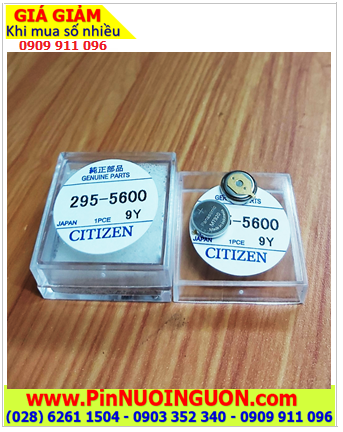 GIÁ GIẢM
Khi mua số nhiều
0909 911 096
純正部品
GENUINE PARTS
295-5600
9Y
JAPAN 1PCE
CITIZEN
-5600
JAPAN 1PCE 9Y
CITIZEN
www.PinNUOINGUON.com
(028) 6261 1504 - 0903 352 340 - 0909 911 096